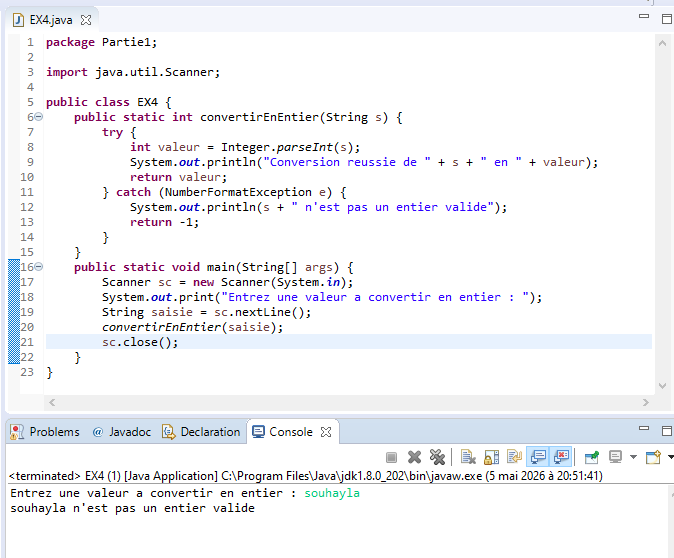 EX4.java
1 package Partie1;
2
3 import java.util.Scanner;
4
5 public class EX4 {
6     public static int convertirEnEntier(String s) {
7         try {
8             int valeur = Integer.parseInt(s);
9             System.out.println("Conversion reussie de " + s + " en " + valeur);
10             return valeur;
11         } catch (NumberFormatException e) {
12             System.out.println(s + " n'est pas un entier valide");
13             return -1;
14         }
15     }
16     public static void main(String[] args) {
17         Scanner sc = new Scanner(System.in);
18         System.out.print("Entrez une valeur a convertir en entier : ");
19         String saisie = sc.nextLine();
20         convertirEnEntier(saisie);
21         sc.close();
22     }
23 }
Problems @ Javadoc Declaration Console
<terminated> EX4 (1) [Java Application] C:\Program Files\Java\jdk1.8.0_202\bin\javaw.exe (5 mai 2026 à 20:51:41)
Entrez une valeur a convertir en entier : souhayla
souhayla n'est pas un entier valide